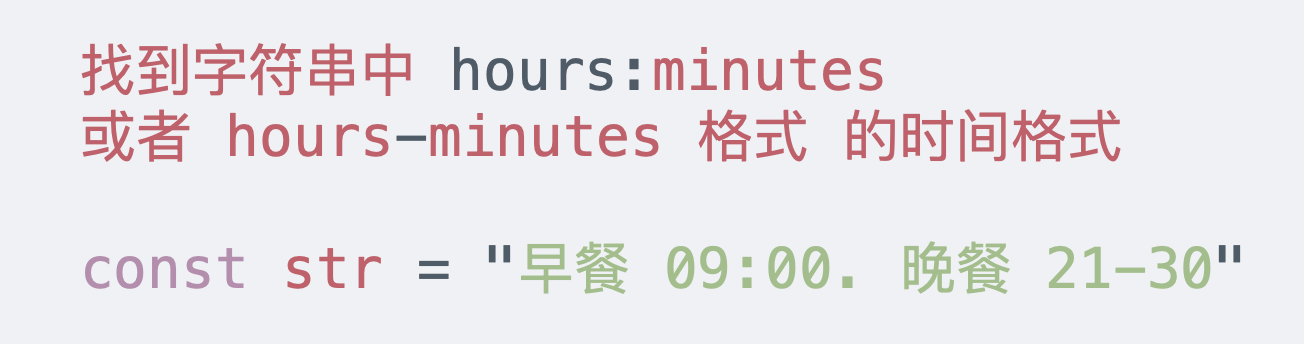 找到字符串中 hours:minutes
或者 hours-minutes 格式 的时间格式
const str = "早餐 09:00. 晚餐 21-30"